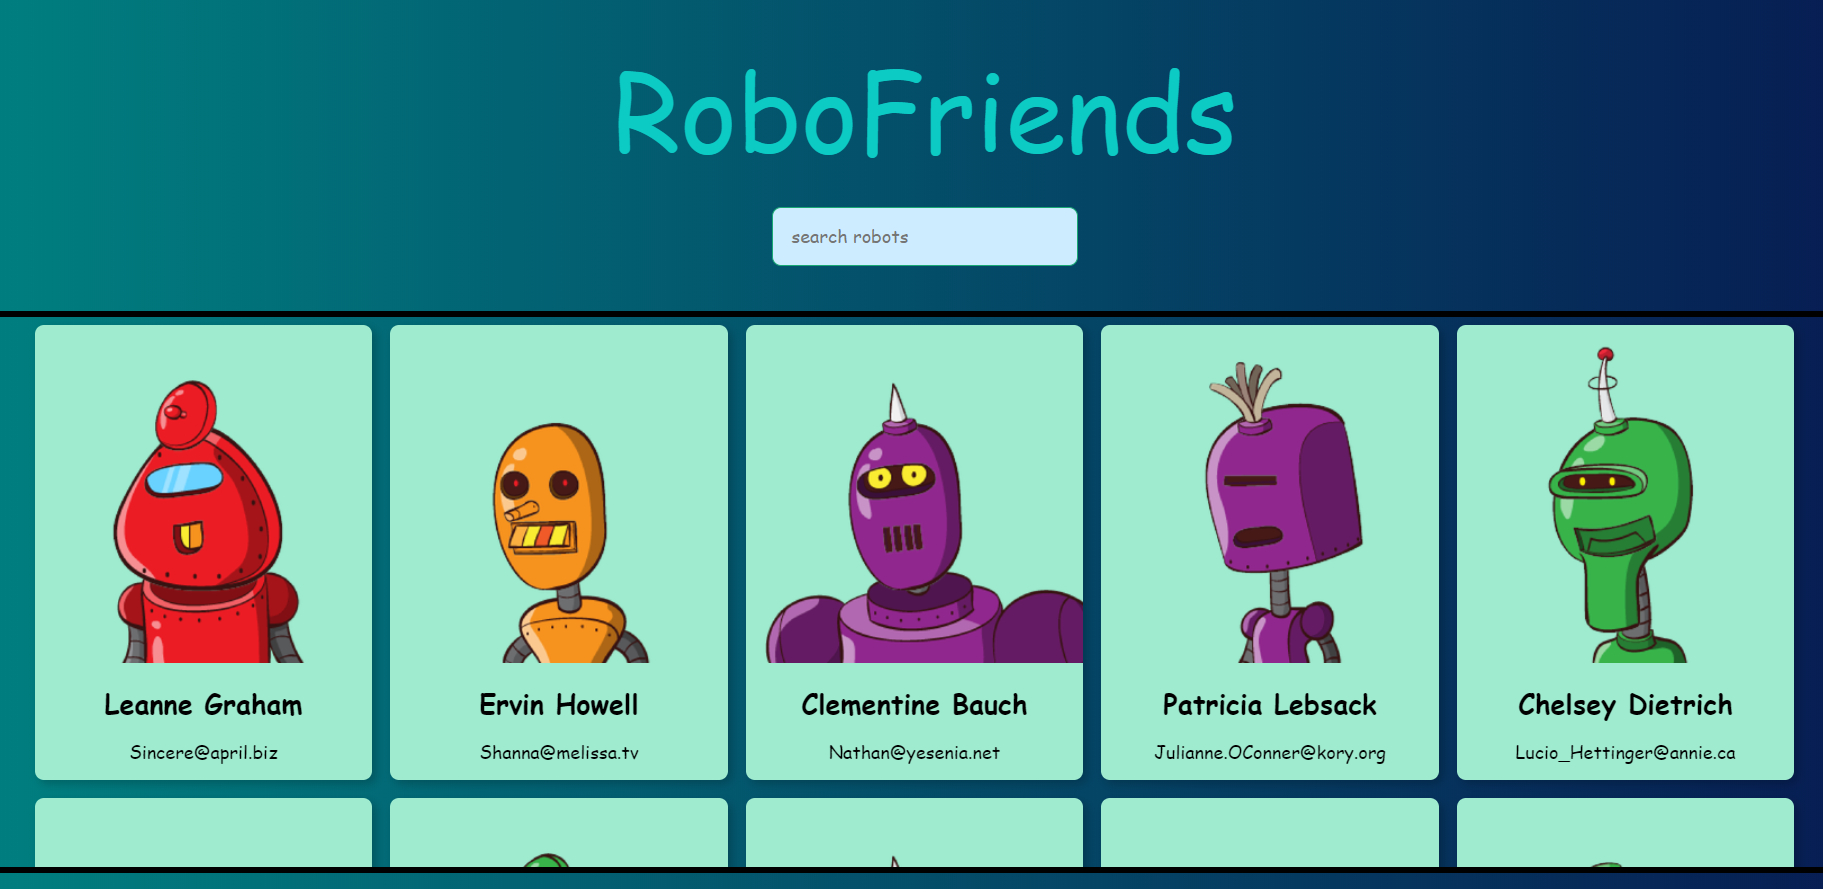 RoboFriends
search robots
Leanne Graham
Sincere@april.biz
Ervin Howell
Shanna@melissa.tv
Clementine Bauch
Nathan@yesenia.net
Patricia Lebsack
Julianne.OConner@kory.org
Chelsey Dietrich
Lucio_Hettinger@annie.ca